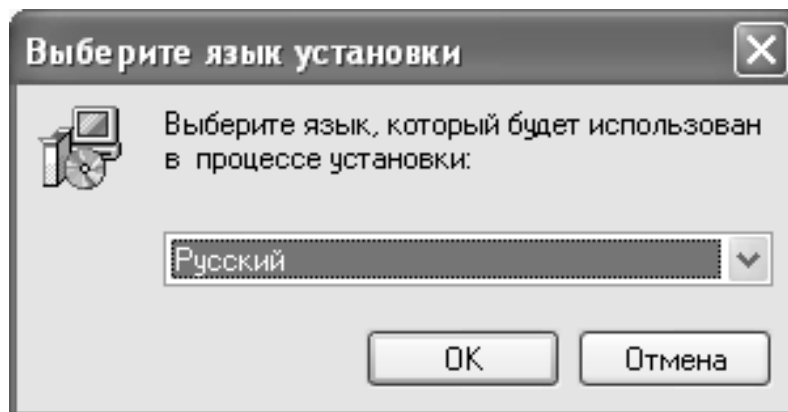 Выберите язык установки
Выберите язык, который будет использован
в процессе установки:
Русский
OK
Отмена